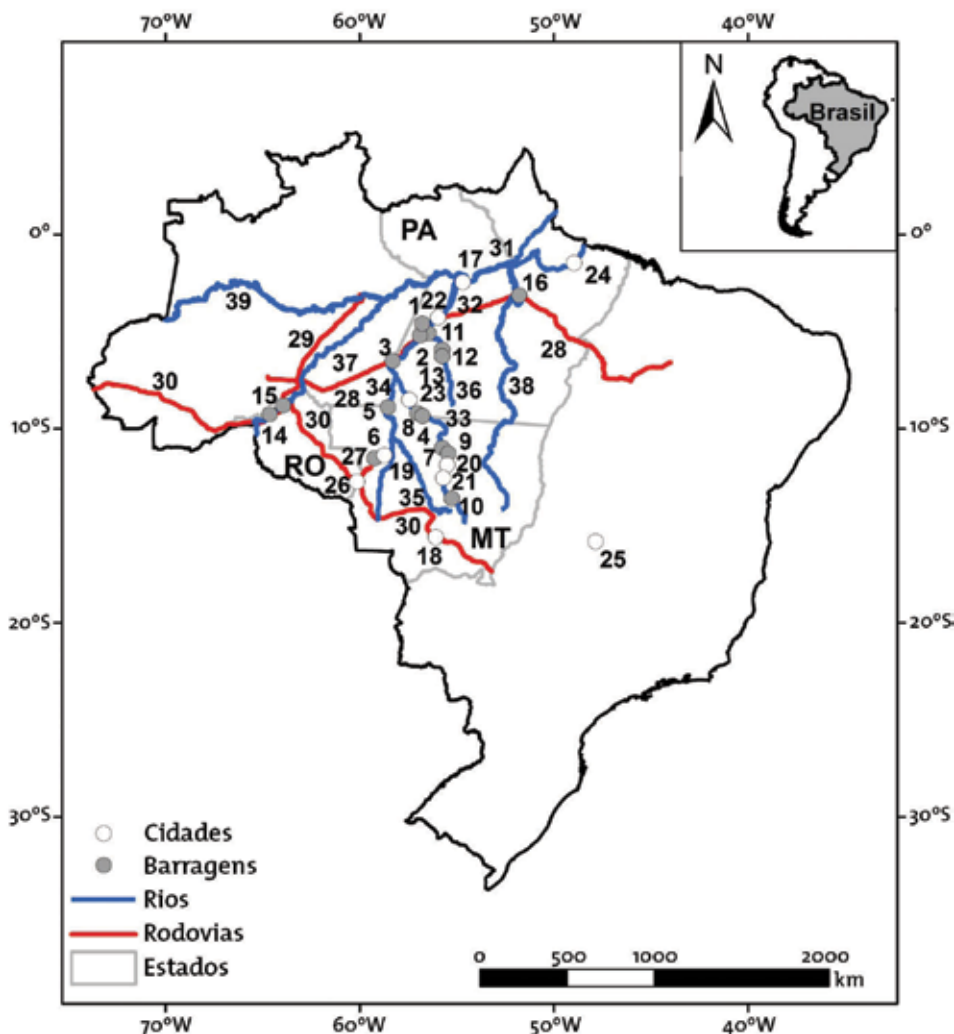 70°W 60°W 50°W 40°W
N
Brasil
0°
10°S
20°S
30°S
0°
10°S
20°S
30°S
PA
31
17
24
16
39
1
22
32
29
3
11
2
12
28
37
13
30
34
23
36
38
15
28
5
33
30
8
4
9
14
6
7
RO
27
20
19
26
21
35
10
30
MT
18
25
Cidades
Barragens
Rios
Rodovias
Estados
0 500 1000 2000
km
70°W 60°W 50°W 40°W